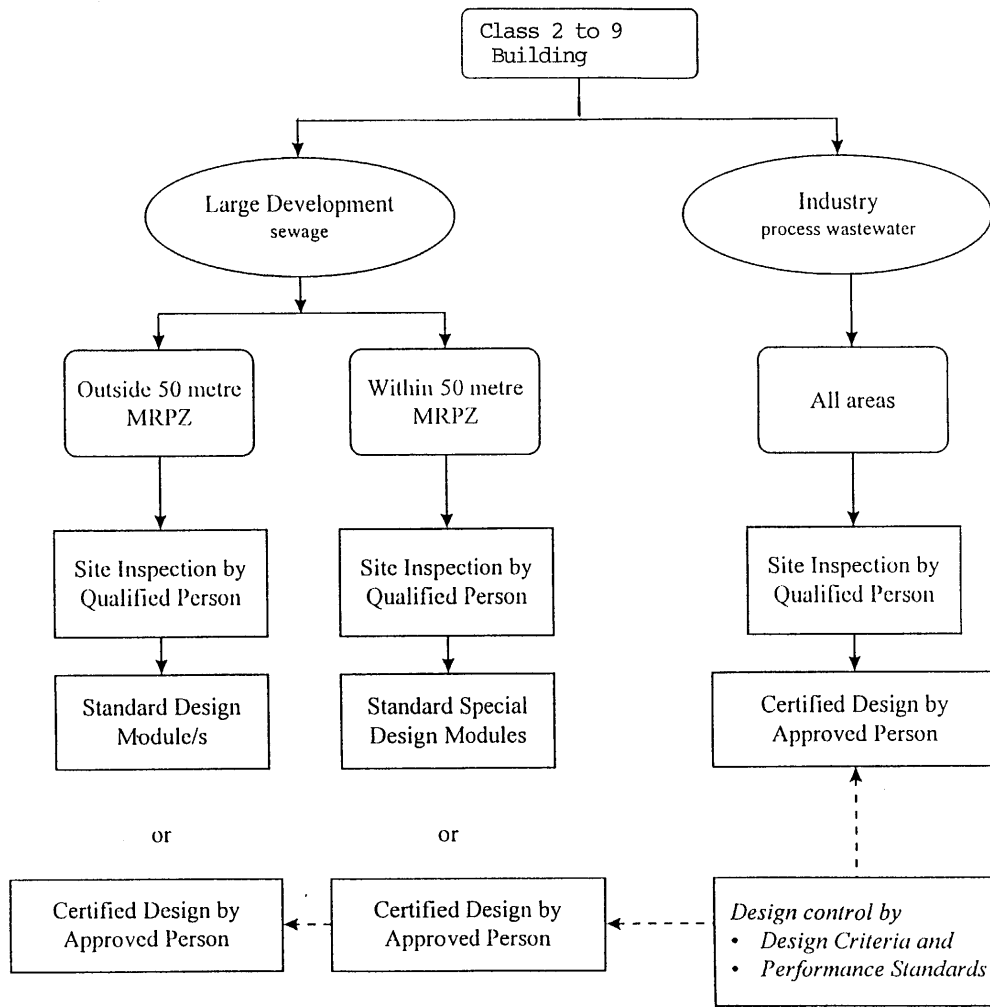 Class 2 to 9
Building
Large Development
sewage
Industry
process wastewater
Outside 50 metre
MRPZ
Within 50 metre
MRPZ
All areas
Site Inspection by
Qualified Person
Site Inspection by
Qualified Person
Site Inspection by
Qualified Person
Standard Design
Module/s
Standard Special
Design Modules
Certified Design by
Approved Person
or
or
Certified Design by
Approved Person
Certified Design by
Approved Person
Design control by
• Design Criteria and
• Performance Standards